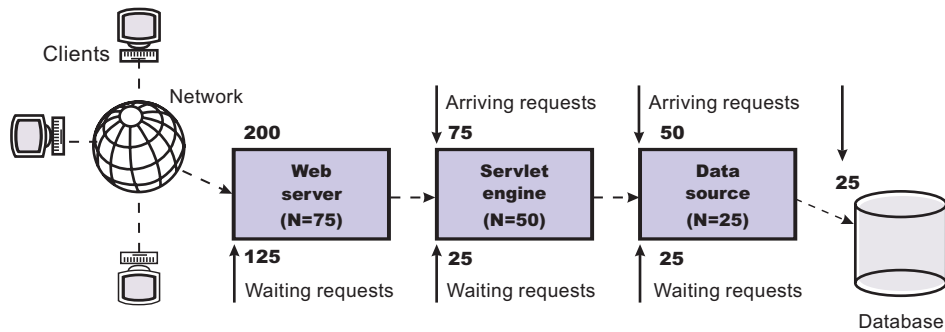 Clients
Network
Arriving requests
Arriving requests
200
75
50
25
Web
server
(N=75)
Servlet
engine
(N=50)
Data
source
(N=25)
125
25
25
Waiting requests
Waiting requests
Waiting requests
Database